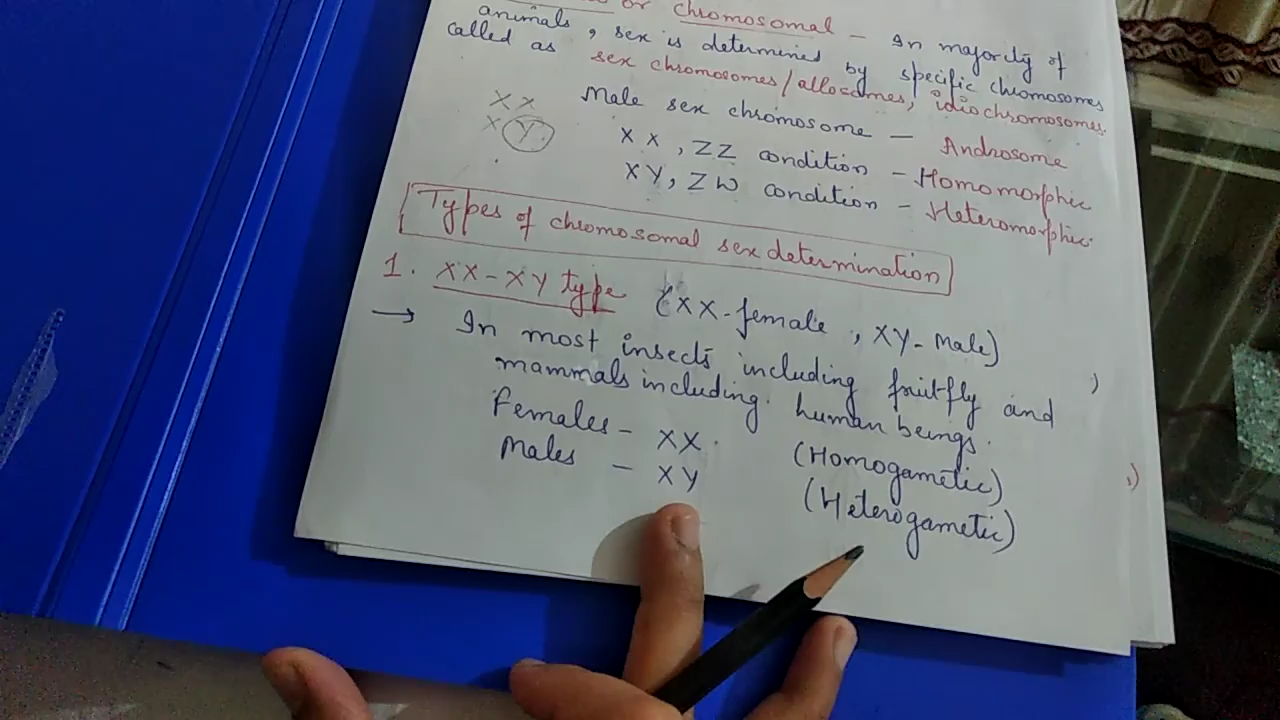 or chromosomal - In majority of
animals, sex is determined by specific chromosomes
called as sex chromosomes/allosomes, idiochromosomes.
XX
XY
Male sex chromosome - Androsome
XX, ZZ condition - Homomorphic
XY, ZW condition - Heteromorphic.
Types of chromosomal sex determination
1. XX-XY type (XX-female, XY-Male)
→ In most insects including fruitfly and
mammals including human beings.
Females - XX. (Homogametic)
Males - XY (Heterogametic)